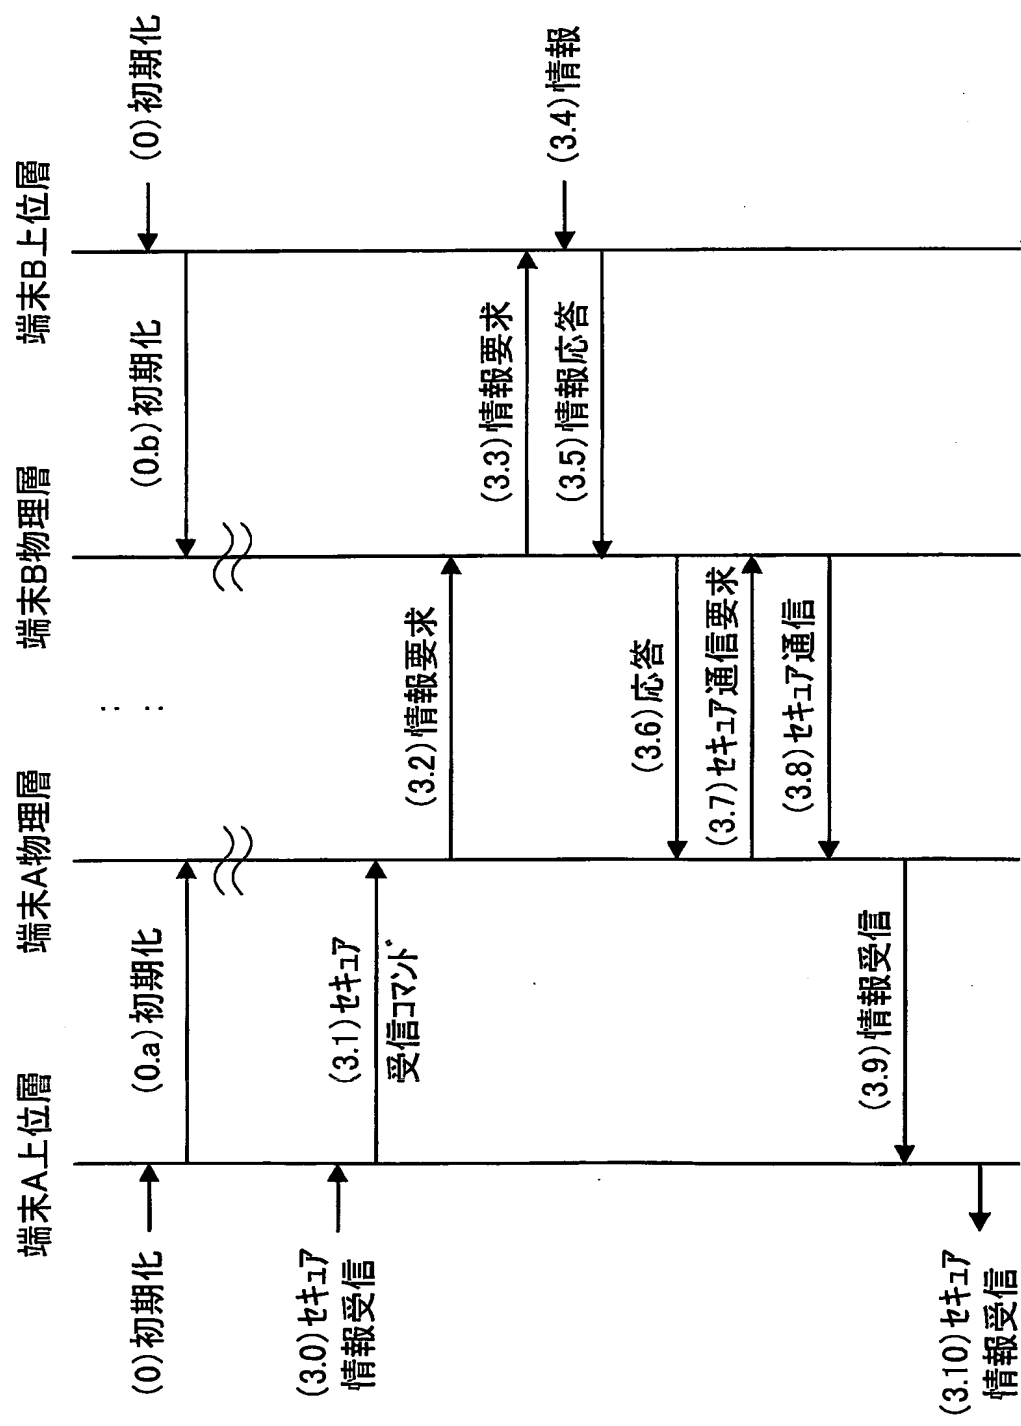 端末A上位層
端末A物理層
端末B物理層
端末B上位層
(0)初期化
(0)初期化
(0.a)初期化
: :
(0.b)初期化
(3.0)セキュア
情報受信
(3.1)セキュア
受信コマンド
(3.2)情報要求
(3.3)情報要求
(3.4)情報
(3.5)情報応答
(3.6)応答
(3.7)セキュア通信要求
(3.8)セキュア通信
(3.9)情報受信
(3.10)セキュア
情報受信